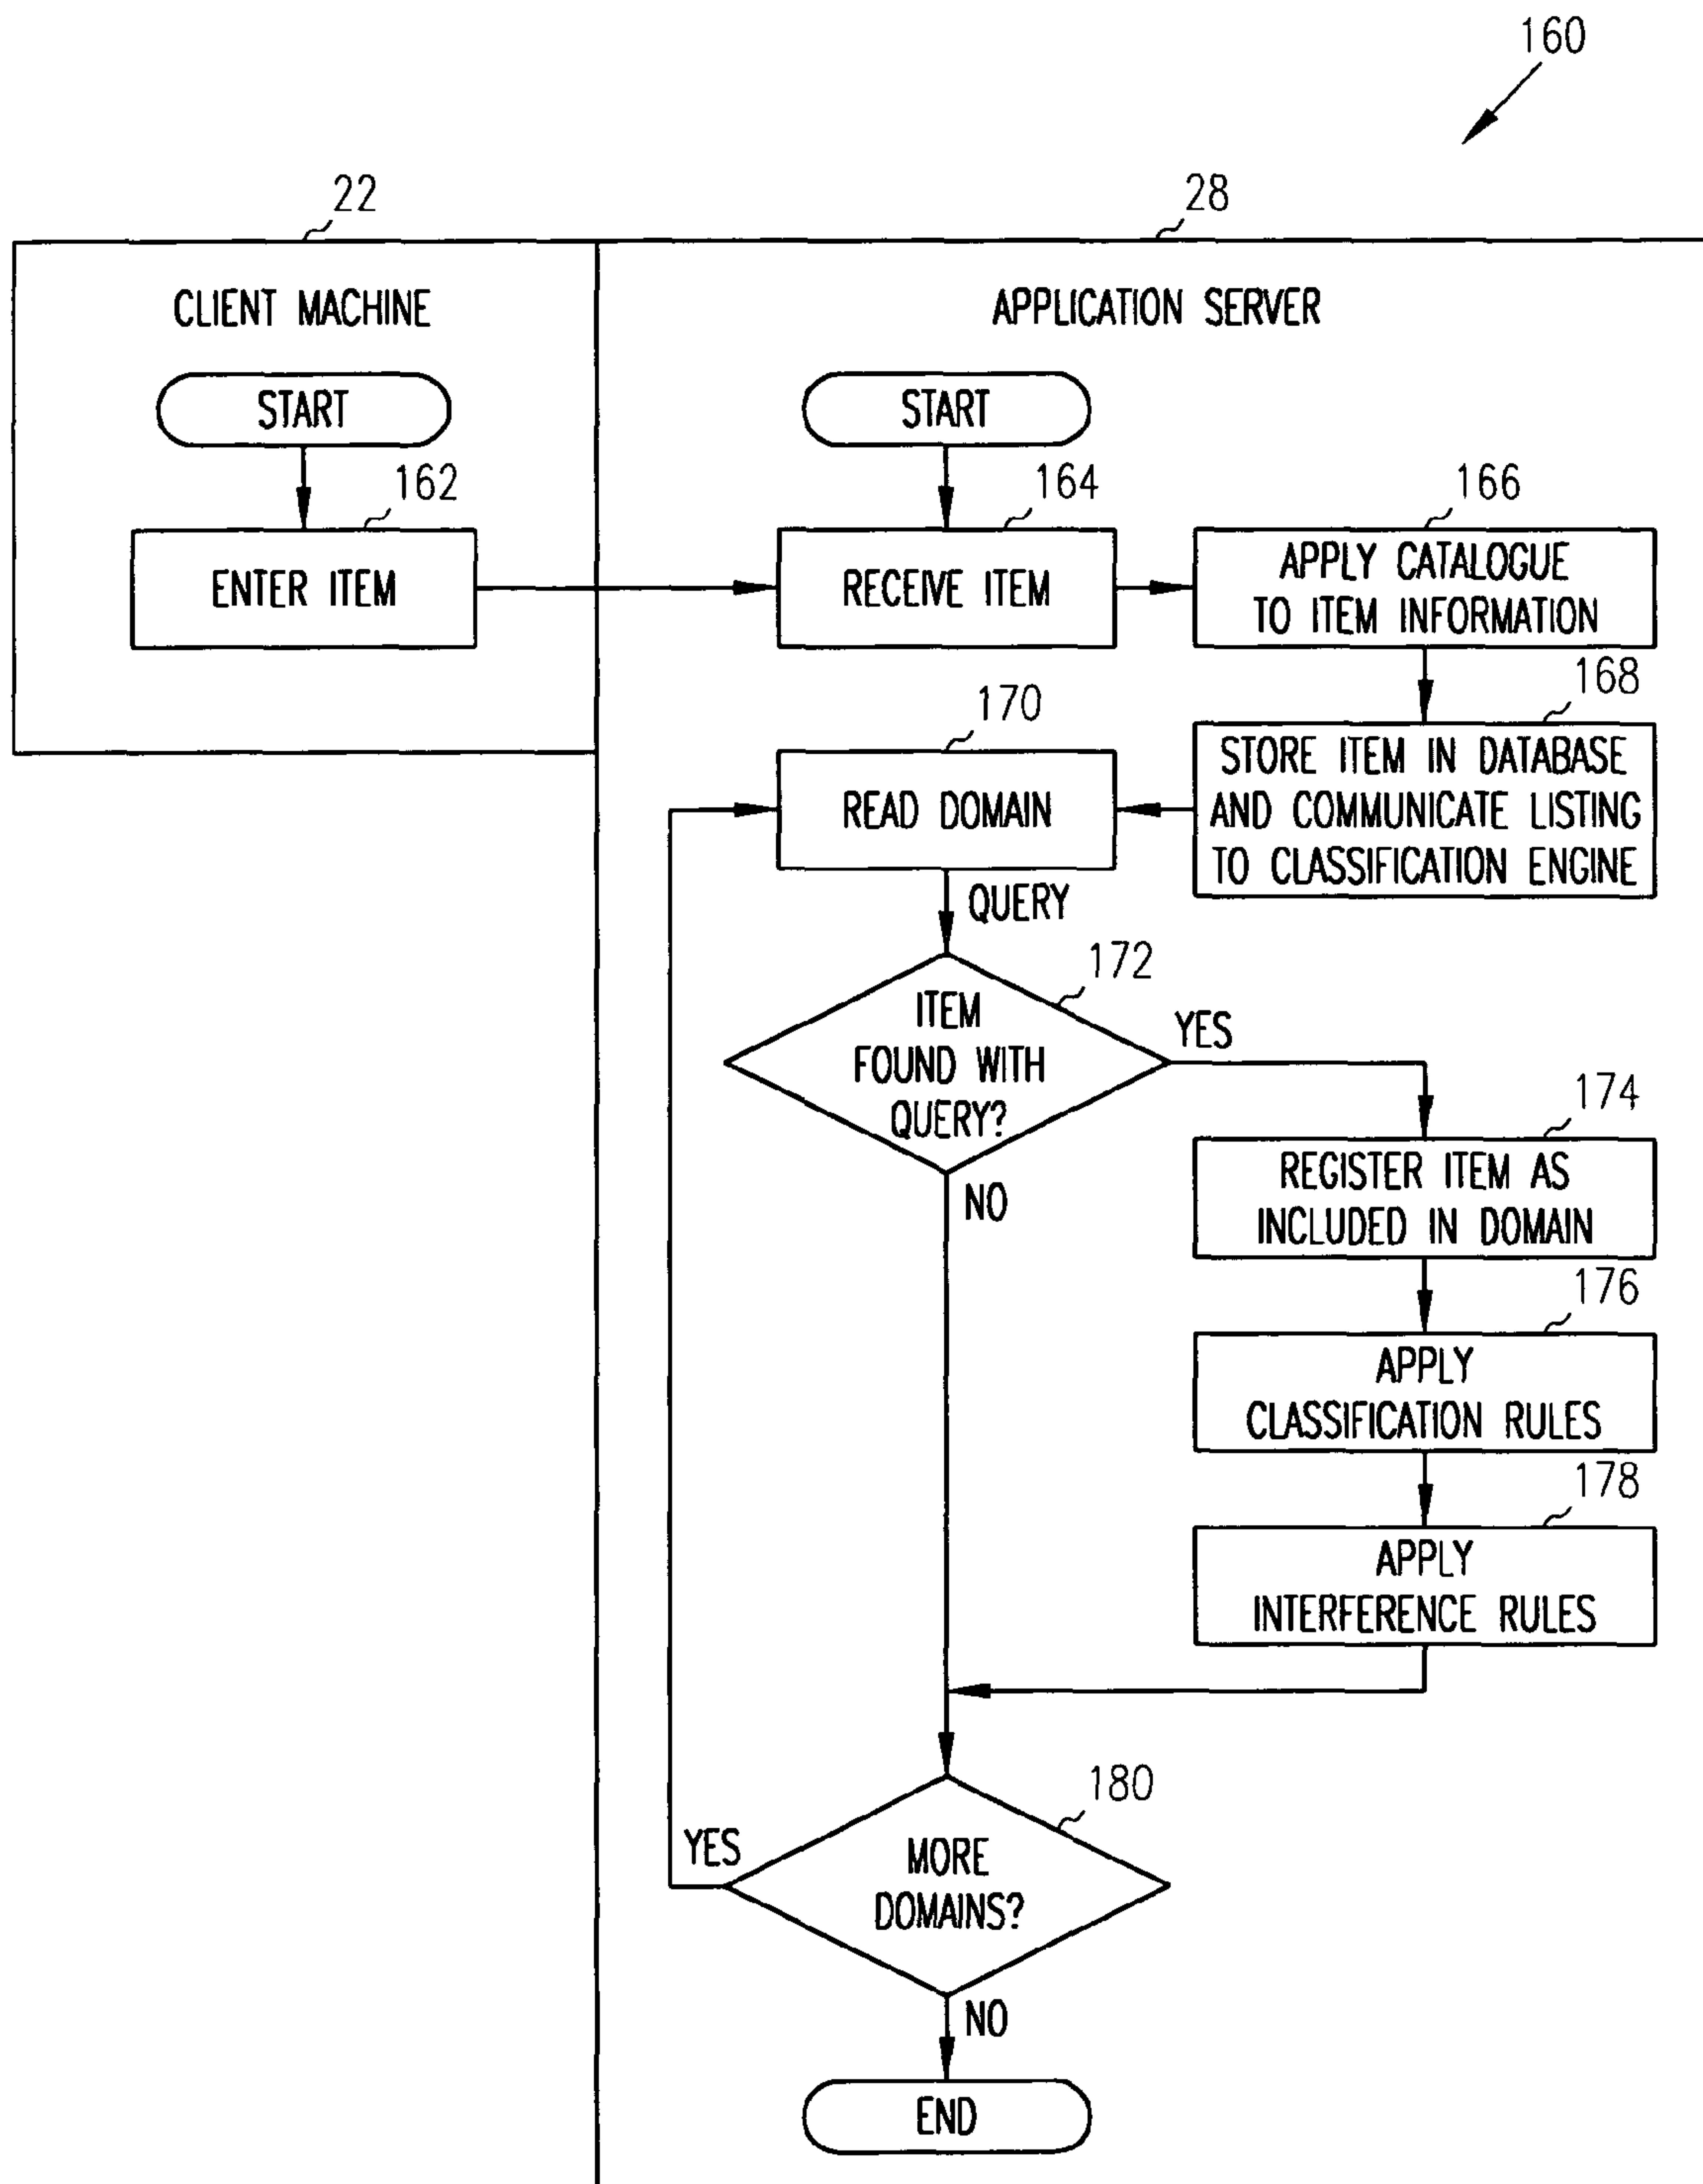 160
22
28
CLIENT MACHINE
APPLICATION SERVER
START
START
162
164
166
ENTER ITEM
RECEIVE ITEM
APPLY CATALOGUE
TO ITEM INFORMATION
168
170
STORE ITEM IN DATABASE
AND COMMUNICATE LISTING
TO CLASSIFICATION ENGINE
READ DOMAIN
QUERY
172
ITEM
FOUND WITH
QUERY?
YES
NO
174
REGISTER ITEM AS
INCLUDED IN DOMAIN
176
APPLY
CLASSIFICATION RULES
178
APPLY
INTERFERENCE RULES
180
YES
MORE
DOMAINS?
NO
END